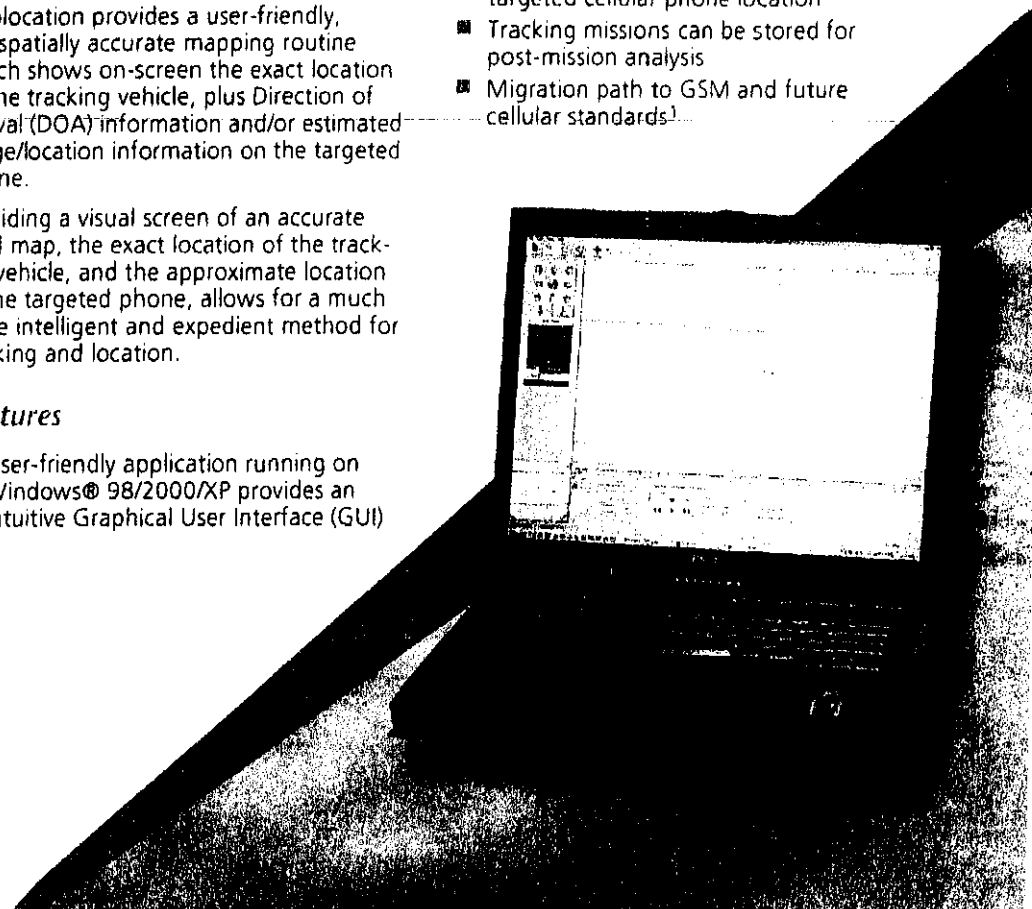 location provides a user-friendly,
spatially accurate mapping routine
ch shows on-screen the exact location
ne tracking vehicle, plus Direction of
val (DOA) information and/or estimated
ge/location information on the targeted
ne.
iding a visual screen of an accurate
map, the exact location of the track-
vehicle, and the approximate location
ne targeted phone, allows for a much
e intelligent and expedient method for
king and location.
tures
ser-friendly application running on
Windows® 98/2000/XP provides an
ntuitive Graphical User Interface (GUI)
targeted cellular phone location
Tracking missions can be stored for
post-mission analysis
Migration path to GSM and future
cellular standards¹